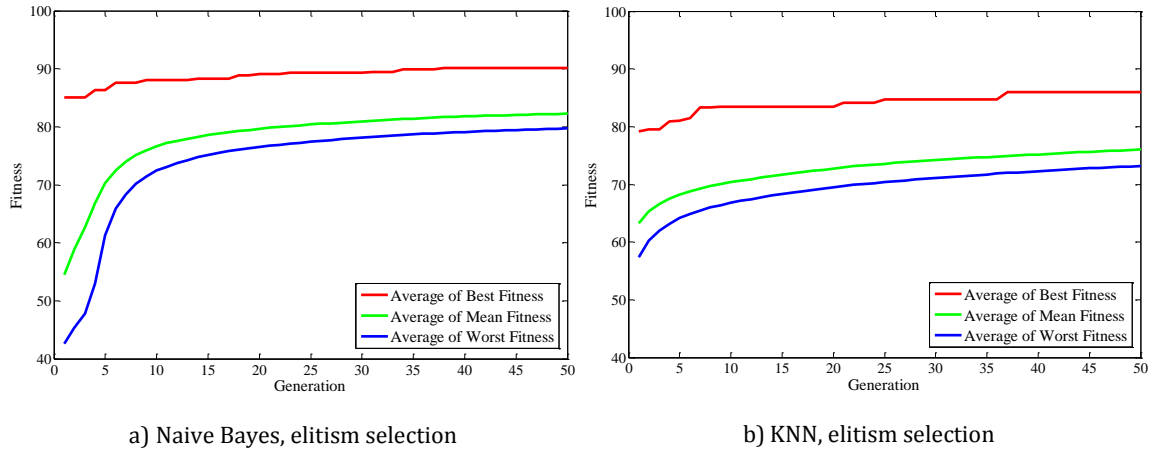 100
90
80
70
60
50
40
Fitness
0 5 10 15 20 25 30 35 40 45 50
Generation
Average of Best Fitness
Average of Mean Fitness
Average of Worst Fitness
a) Naive Bayes, elitism selection
100
90
80
70
60
50
40
Fitness
0 5 10 15 20 25 30 35 40 45 50
Generation
Average of Best Fitness
Average of Mean Fitness
Average of Worst Fitness
b) KNN, elitism selection